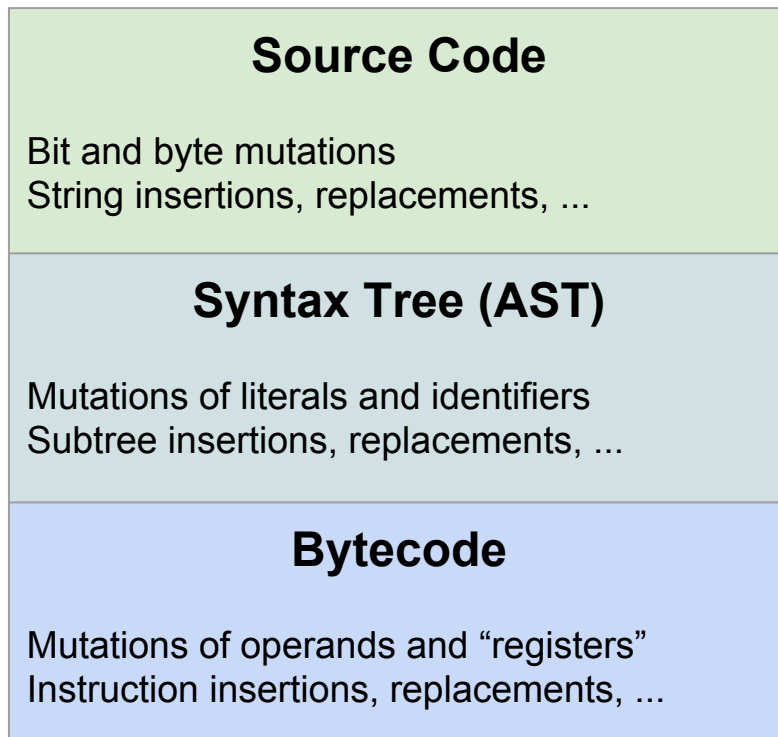 Source Code
Bit and byte mutations
String insertions, replacements, ...
Syntax Tree (AST)
Mutations of literals and identifiers
Subtree insertions, replacements, ...
Bytecode
Mutations of operands and “registers”
Instruction insertions, replacements, ...